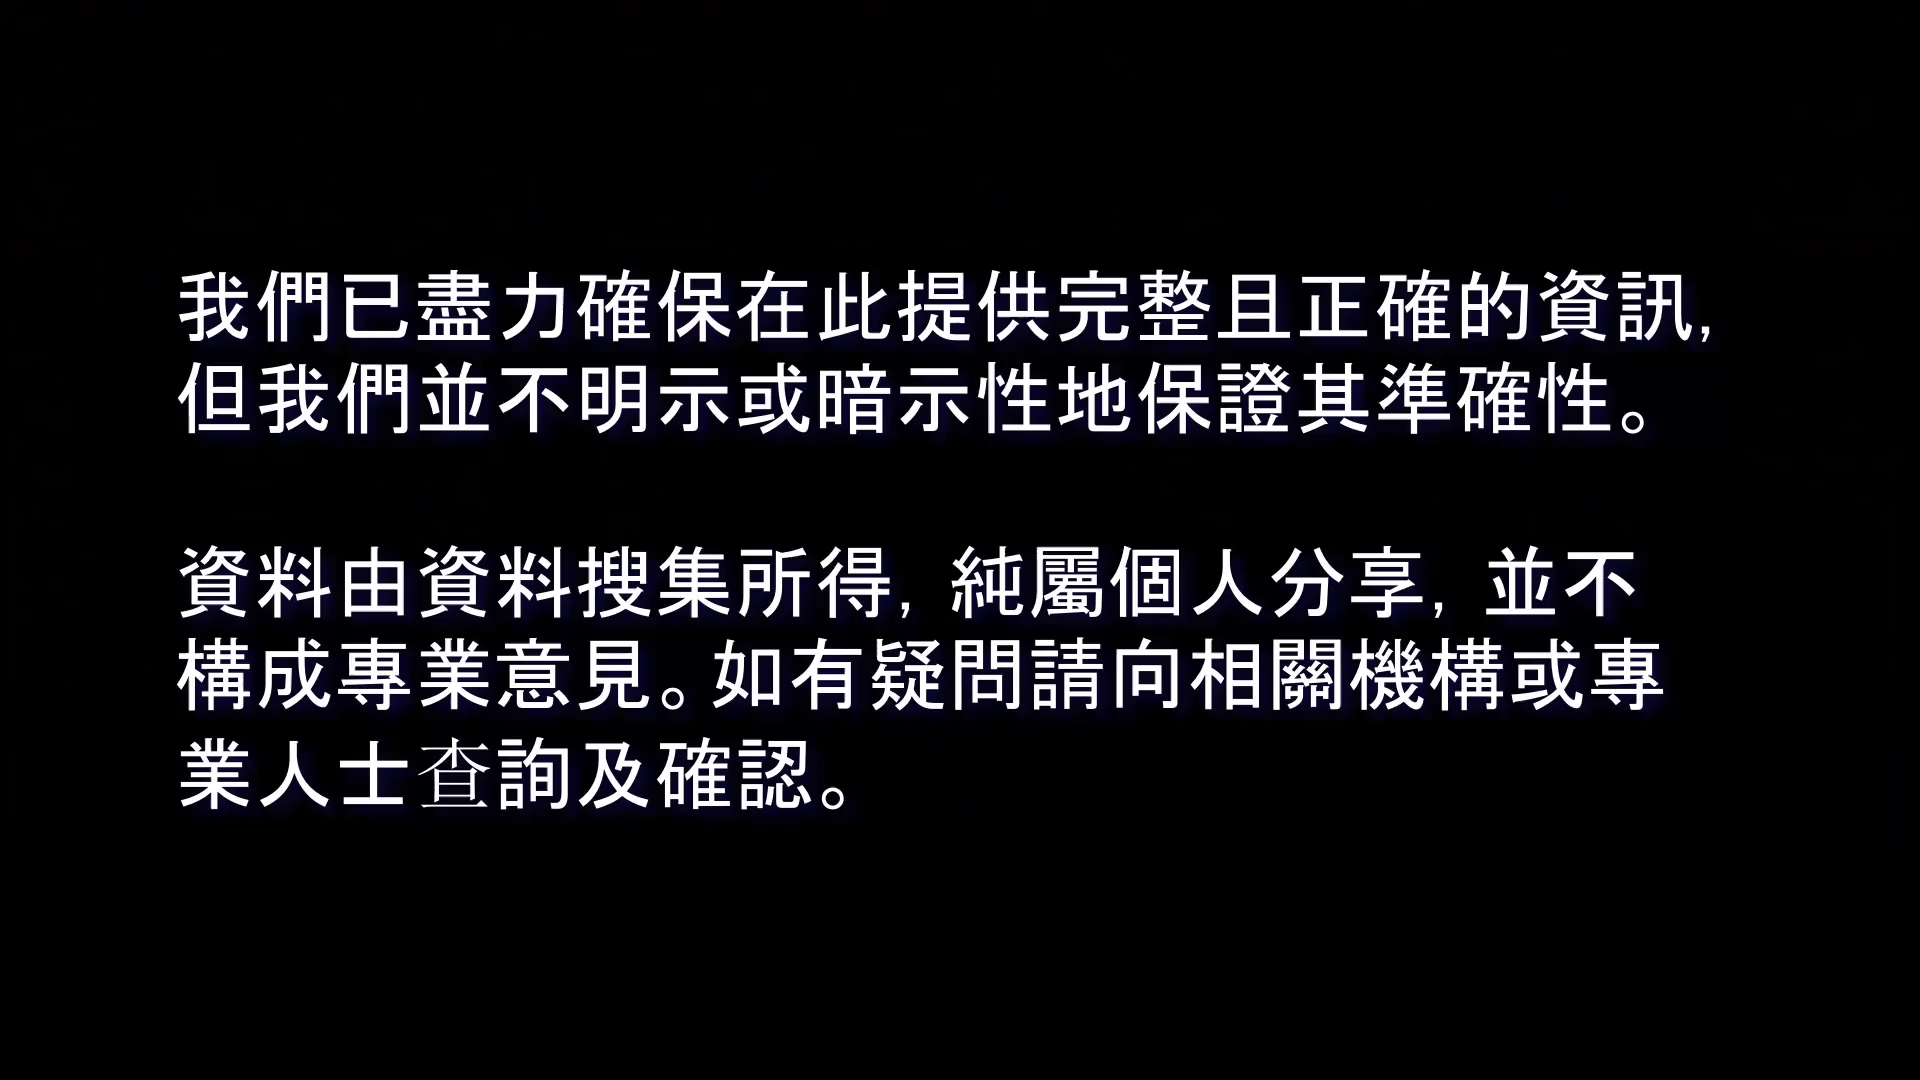 我們已盡力確保在此提供完整且正確的資訊,
但我們並不明示或暗示性地保證其準確性。
資料由資料搜集所得, 純屬個人分享, 並不
構成專業意見。如有疑問請向相關機構或專
業人士查詢及確認。